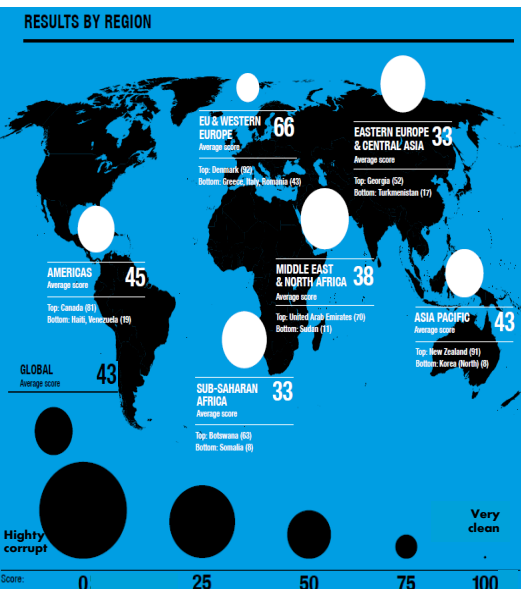 RESULTS BY REGION
EU & WESTERN
EUROPE
66
Average score
Top: Denmark (92)
Bottom: Greece, Italy, Romania (43)
EASTERN EUROPE
& CENTRAL ASIA
33
Average score
Top: Georgia (52)
Bottom: Turkmenistan (17)
AMERICAS
45
Average score
Top: Canada (81)
Bottom: Haiti, Venezuela (19)
MIDDLE EAST
& NORTH AFRICA
38
Average score
Top: United Arab Emirates (70)
Bottom: Sudan (11)
ASIA PACIFIC
43
Average score
Top: New Zealand (91)
Bottom: Korea (North) (8)
GLOBAL
43
Average score
SUB-SAHARAN
AFRICA
33
Average score
Top: Botswana (63)
Bottom: Somalia (8)
Highty
corrupt
Very
clean
Score:
0
25
50
75
100